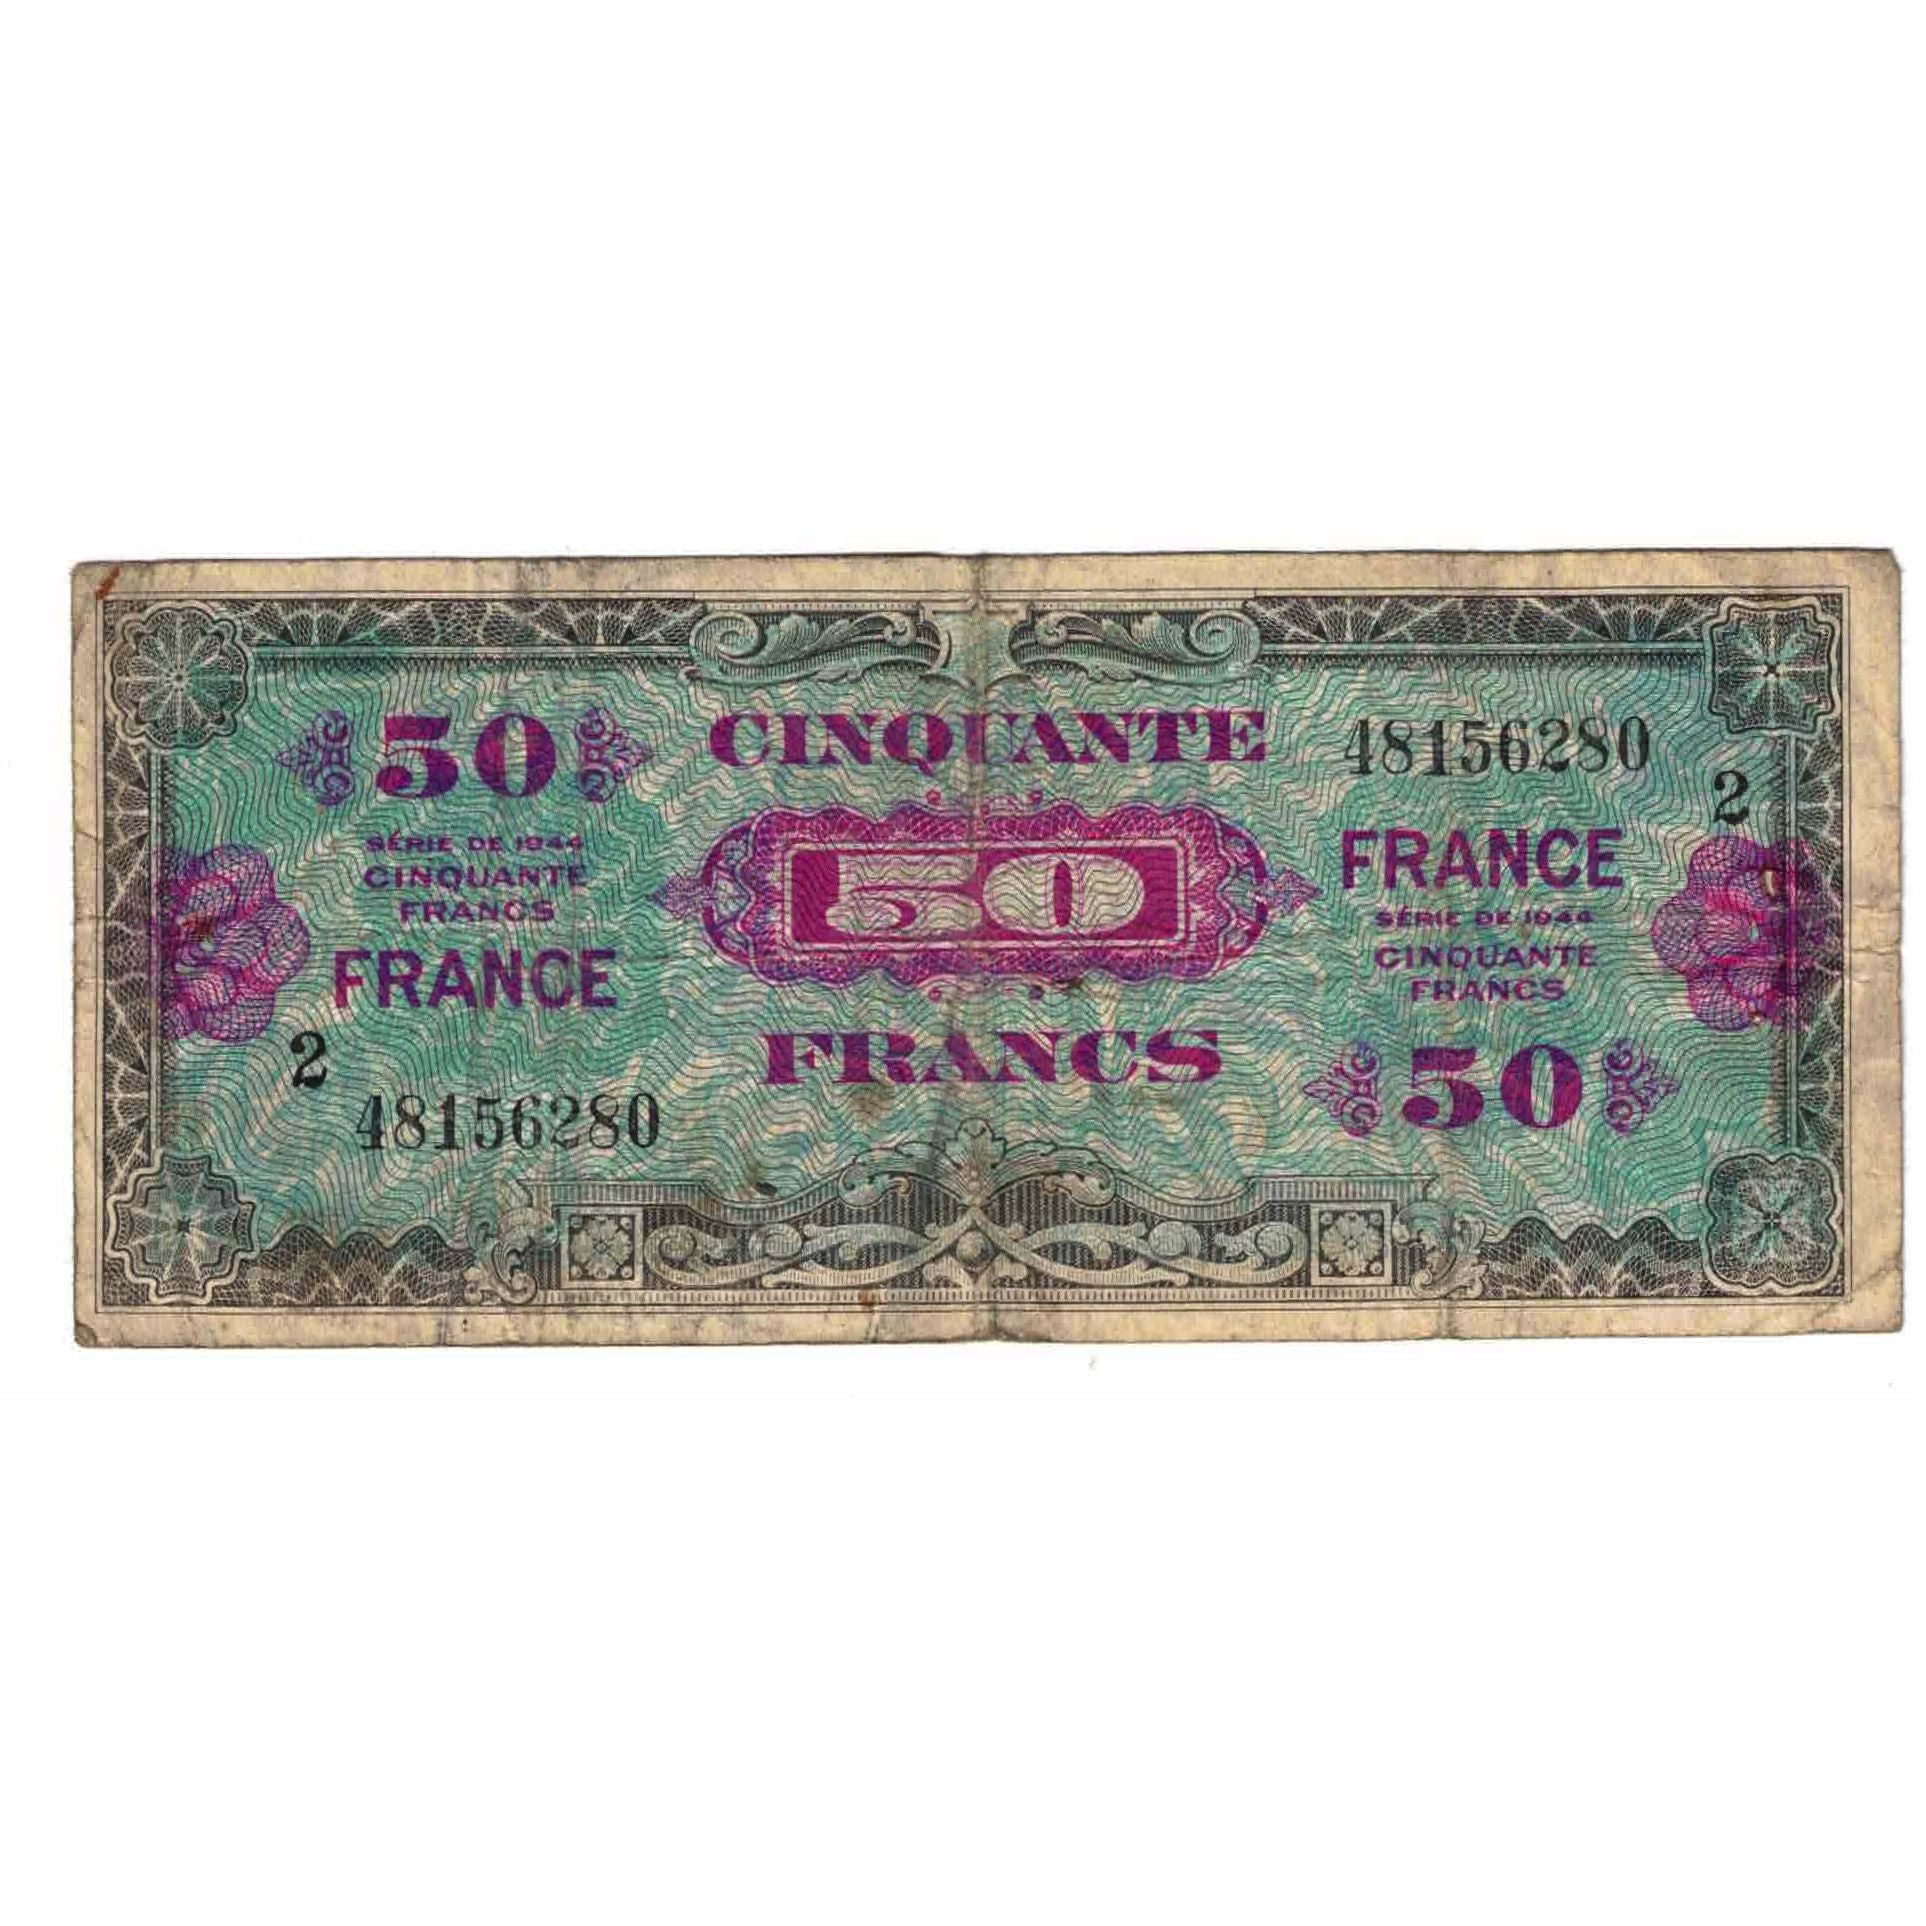 50
CINQUANTE
48156280
2
SÉRIE DE 1944
CINQUANTE
FRANCS
FRANCE
50
FRANCE
SÉRIE DE 1944
CINQUANTE
FRANCS
2
48156280
FRANCS
50